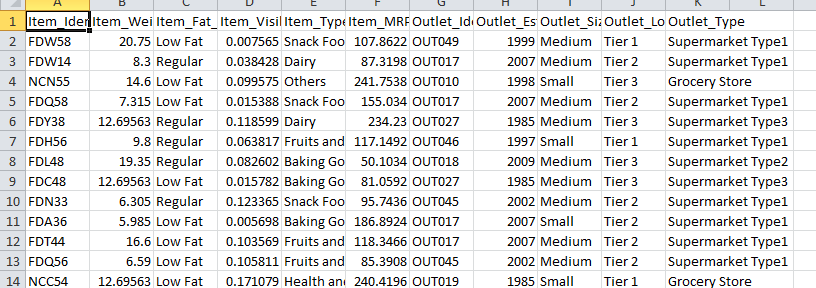 A B C D E F G H I J K L
1 Item_Iden Item_Wei Item_Fat_ Item_Visil Item_Type Item_MRP Outlet_Ide Outlet_Es Outlet_Siz Outlet_Lo Outlet_Type
2 FDW58 20.75 Low Fat 0.007565 Snack Foo 107.8622 OUT049 1999 Medium Tier 1 Supermarket Type1
3 FDW14 8.3 Regular 0.038428 Dairy 87.3198 OUT017 2007 Medium Tier 2 Supermarket Type1
4 NCN55 14.6 Low Fat 0.099575 Others 241.7538 OUT010 1998 Small Tier 3 Grocery Store
5 FDQ58 7.315 Low Fat 0.015388 Snack Foo 155.034 OUT017 2007 Medium Tier 2 Supermarket Type1
6 FDY38 12.69563 Regular 0.118599 Dairy 234.23 OUT027 1985 Medium Tier 3 Supermarket Type3
7 FDH56 9.8 Regular 0.063817 Fruits and 117.1492 OUT046 1997 Small Tier 1 Supermarket Type1
8 FDL48 19.35 Regular 0.082602 Baking Go 50.1034 OUT018 2009 Medium Tier 3 Supermarket Type2
9 FDC48 12.69563 Low Fat 0.015782 Baking Go 81.0592 OUT027 1985 Medium Tier 3 Supermarket Type3
10 FDN33 6.305 Regular 0.123365 Snack Foo 95.7436 OUT045 2002 Medium Tier 2 Supermarket Type1
11 FDA36 5.985 Low Fat 0.005698 Baking Go 186.8924 OUT017 2007 Small Tier 2 Supermarket Type1
12 FDT44 16.6 Low Fat 0.103569 Fruits and 118.3466 OUT017 2007 Medium Tier 2 Supermarket Type1
13 FDQ56 6.59 Low Fat 0.105811 Fruits and 85.3908 OUT045 2002 Medium Tier 2 Supermarket Type1
14 NCC54 12.69563 Low Fat 0.171079 Health an 240.4196 OUT019 1985 Small Tier 1 Grocery Store